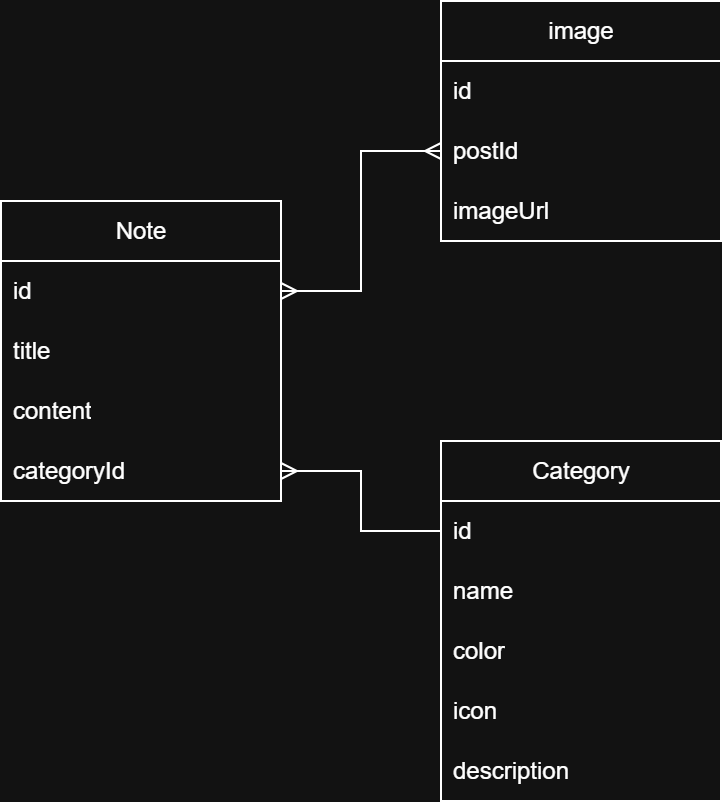 image
id
postId
imageUrl
Note
id
title
content
categoryId
Category
id
name
color
icon
description